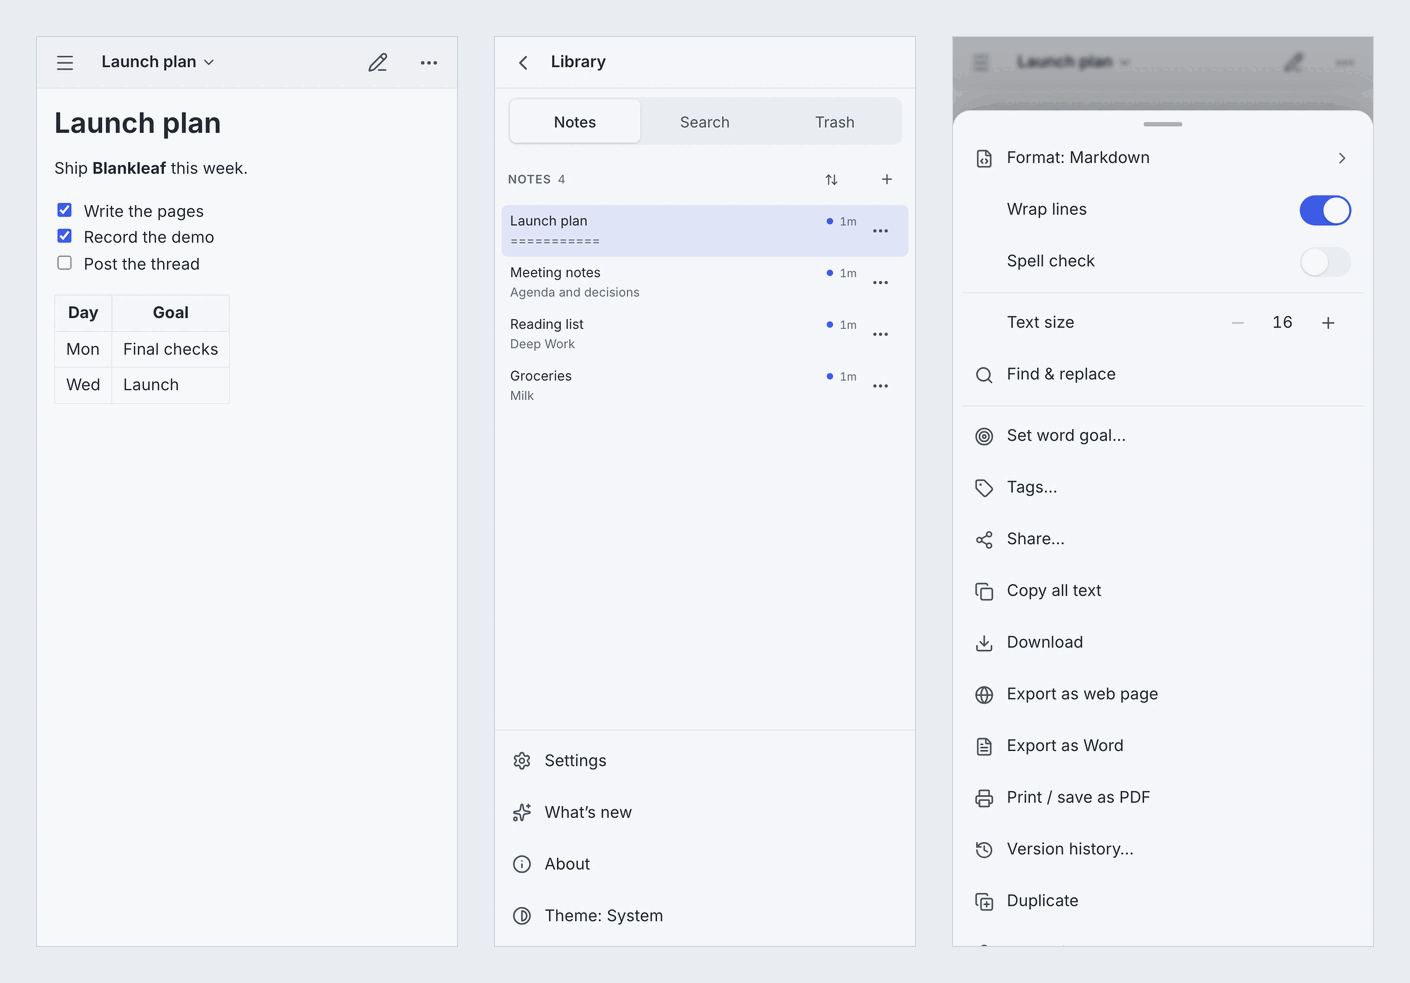 Launch plan
Launch plan
Ship Blankleaf this week.
Write the pages
Record the demo
Post the thread
Day Goal
Mon Final checks
Wed Launch
Library
Notes Search Trash
NOTES 4
Launch plan 1m
===========
Meeting notes 1m
Agenda and decisions
Reading list 1m
Deep Work
Groceries 1m
Milk
Settings
What’s new
About
Theme: System
Launch plan
Format: Markdown
Wrap lines
Spell check
Text size 16
Find & replace
Set word goal...
Tags...
Share...
Copy all text
Download
Export as web page
Export as Word
Print / save as PDF
Version history...
Duplicate